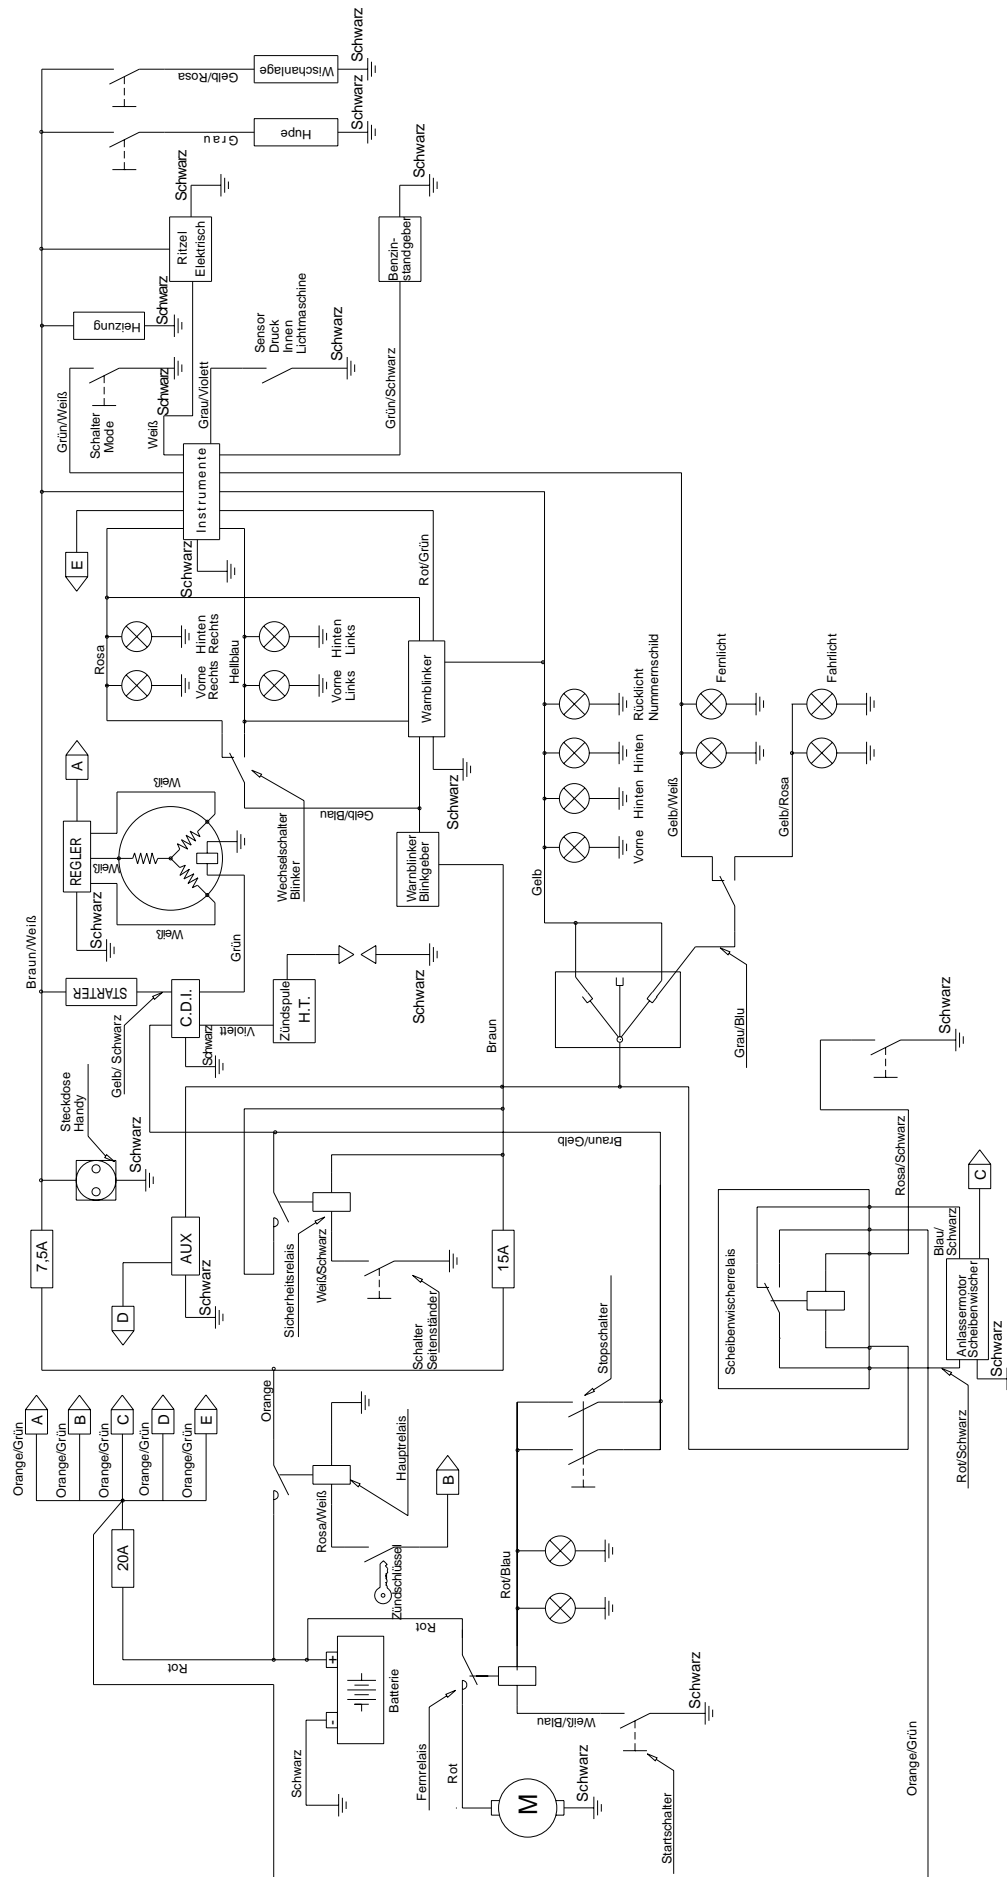 Orange/Grün
A
Orange/Grün
B
Orange/Grün
C
Orange/Grün
D
Orange/Grün
E
20A
Rot
Schwarz
+
-
Batterie
Rot
Zündschlüssel
Rosa/Weiß
Hauptrelais
B
Orange
Fernrelais
Rot
M
Schwarz
Weiß/Blau
Startschalter
Schwarz
Rot/Blau
Stopschalter
7,5A
Steckdose
Handy
Schwarz
D
AUX
Schwarz
Sicherheitsrelais
Weiß/Schwarz
Schalter
Seitenständer
15A
Braun/Gelb
Braun
Braun/Weiß
STARTER
Gelb/ Schwarz
C.D.I.
Schwarz
Violett
Zündspule
H.T.
Schwarz
Grün
REGLER
A
Schwarz
Weiß
Weiß
Weiß
Wechselschalter
Blinker
Gelb/Blau
Warnblinker
Blinkgeber
Schwarz
Warnblinker
Rosa
Vorne
Rechts
Hinten
Rechts
Hellblau
Vorne
Links
Hinten
Links
E
Rot/Grün
Schwarz
Instrumente
Grün/Weiß
Schalter
Mode
Schwarz
Weiß
Grau/Violett
Heizung
Schwarz
Sensor
Druck
Innen
Lichtmaschine
Schwarz
Ritzel
Elektrisch
Schwarz
Grün/Schwarz
Benzin-
standgeber
Schwarz
Grau
Hupe
Schwarz
Gelb/Rosa
Wischanlage
Schwarz
Gelb
Vorne
Hinten
Hinten
Rücklicht
Nummernschild
Gelb/Weiß
Fernlicht
Gelb/Rosa
Fahrlicht
Grau/Blu
Schwarz
Rosa/Schwarz
Scheibenwischerrelais
Blau/
Schwarz
C
Anlassermotor
Scheibenwischer
Schwarz
Rot/Schwarz
Orange/Grün